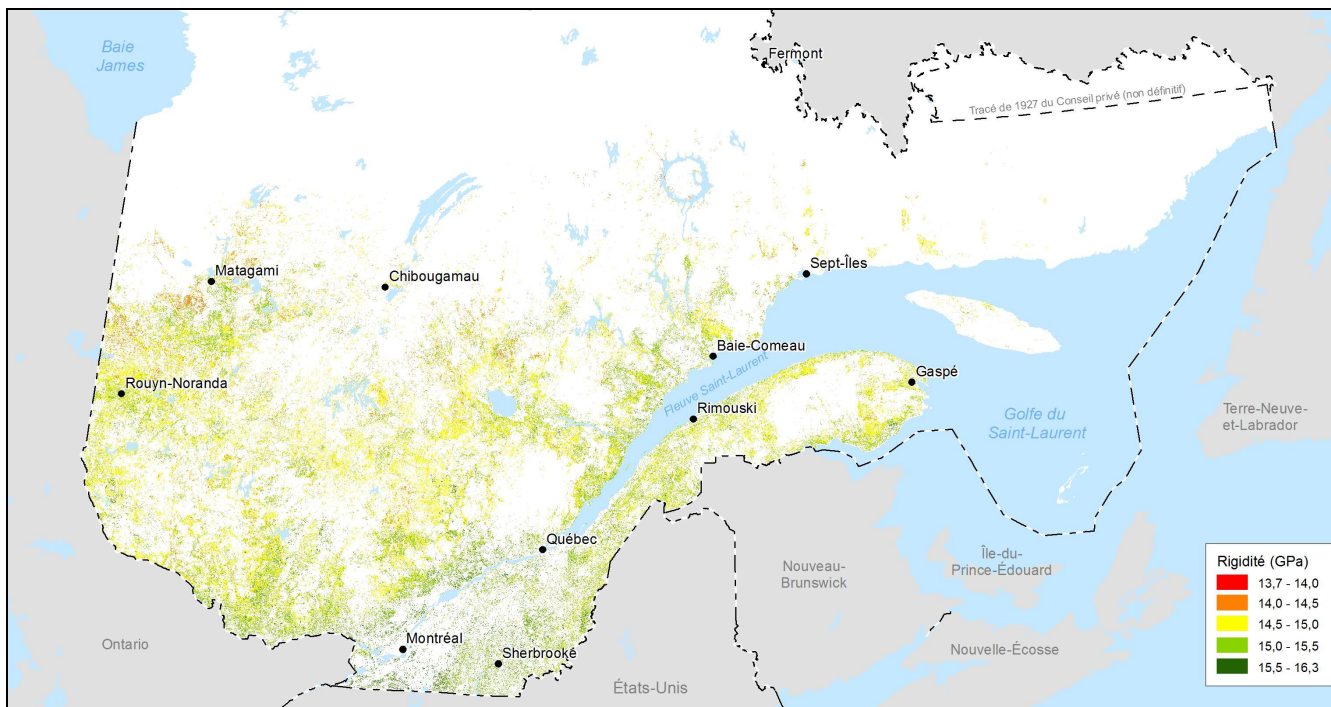 Baie
James
Fermont
Tracé de 1927 du Conseil privé (non définitif)
Matagami
Chibougamau
Sept-Îles
Baie-Comeau
Rouyn-Noranda
Fleuve Saint-Laurent
Gaspé
Rimouski
Golfe du
Saint-Laurent
Terre-Neuve-
et-Labrador
Québec
Nouveau-
Brunswick
Île-du-
Prince-Édouard
Ontario
Montréal
Sherbrooke
États-Unis
Nouvelle-Écosse
Rigidité (GPa)
13,7 - 14,0
14,0 - 14,5
14,5 - 15,0
15,0 - 15,5
15,5 - 16,3